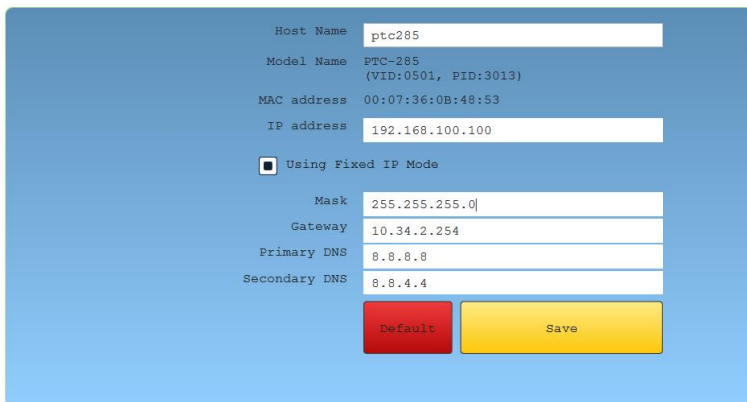 Host Name ptc285
Model Name PTC-285
(VID:0501, PID:3013)
MAC address 00:07:36:0B:48:53
IP address 192.168.100.100
Using Fixed IP Mode
Mask 255.255.255.0
Gateway 10.34.2.254
Primary DNS 8.8.8.8
Secondary DNS 8.8.4.4
Default Save